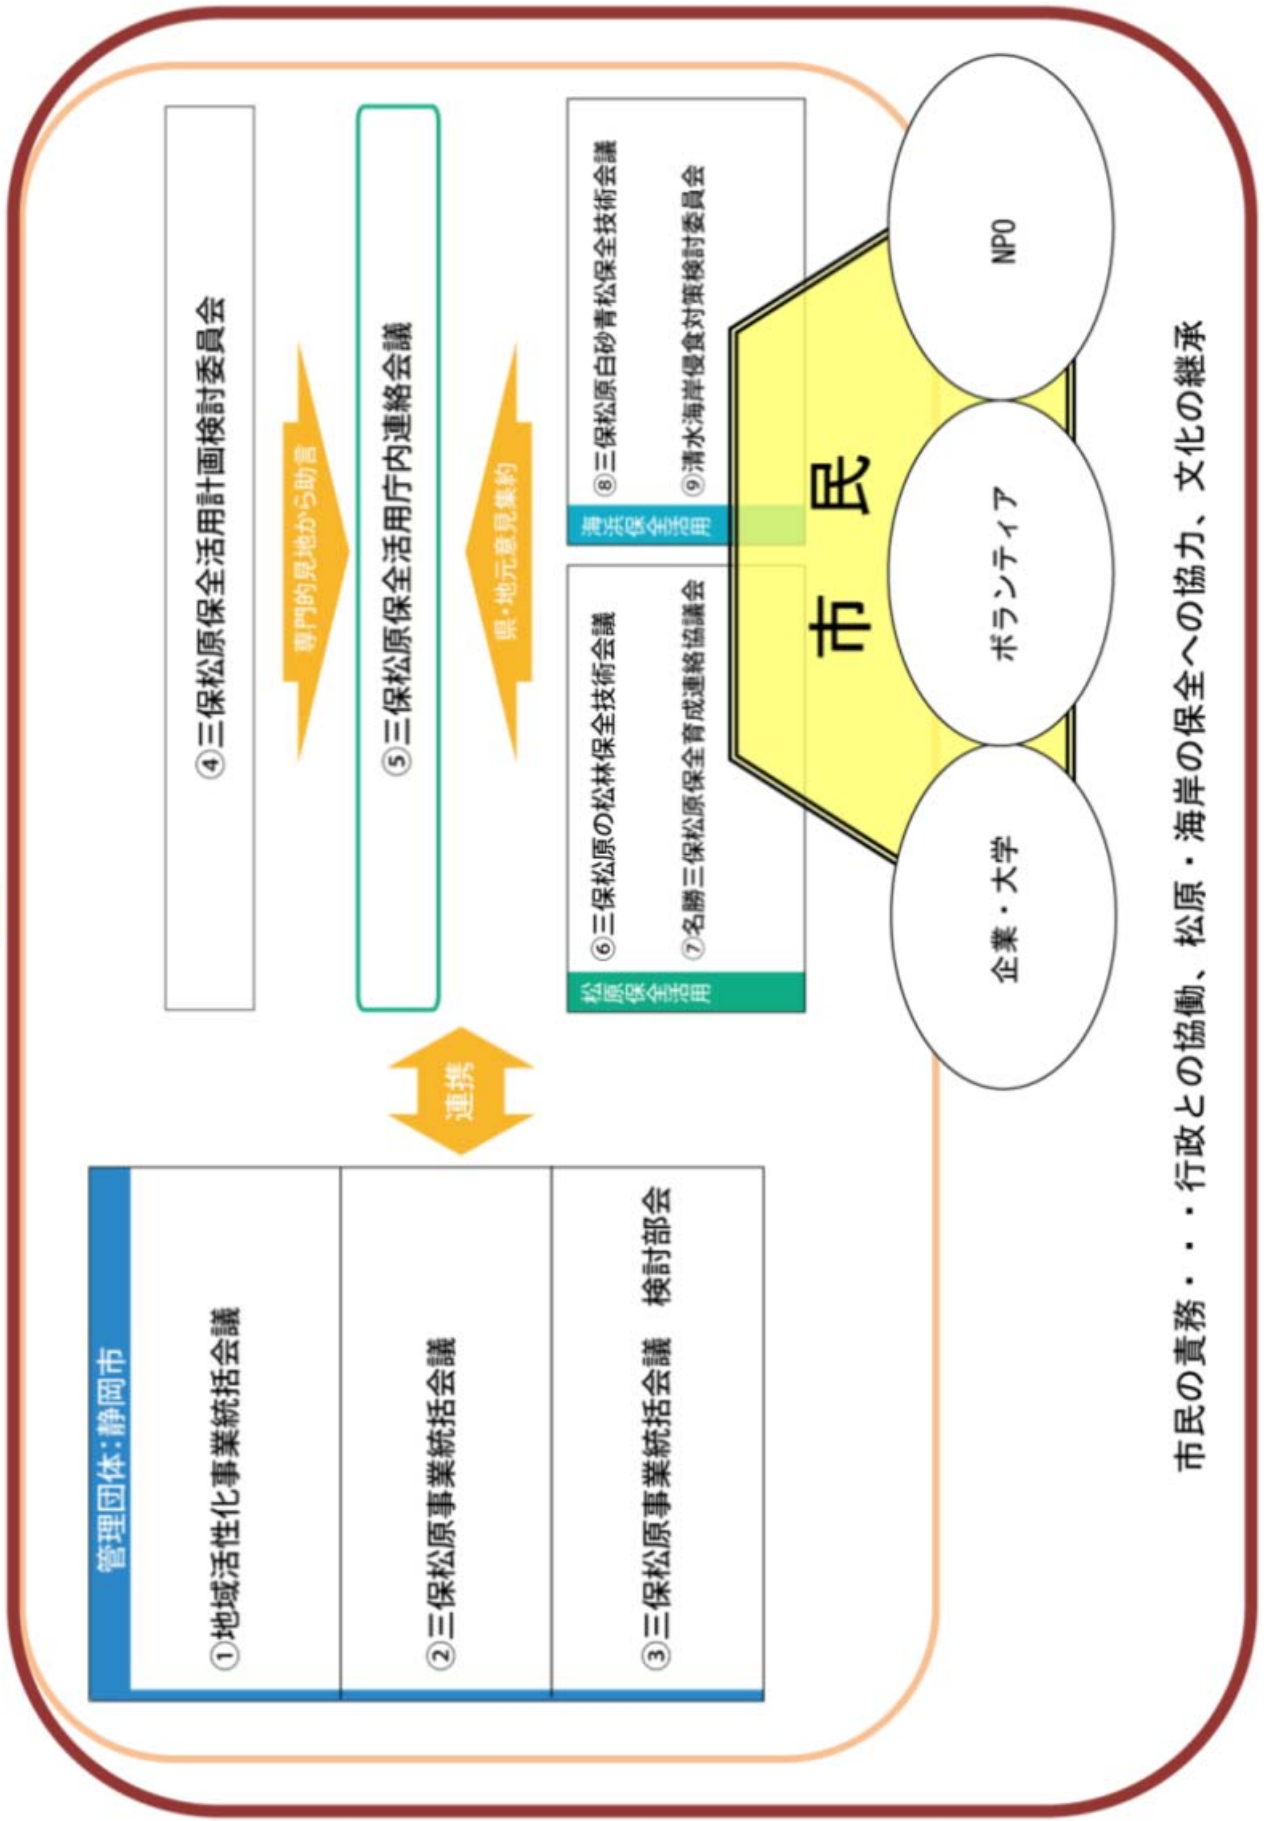 管理団体：静岡市
①地域活性化事業統括会議
②三保松原事業統括会議
③三保松原事業統括会議　検討部会
連携
④三保松原保全活用計画検討委員会
専門的見地から助言
⑤三保松原保全活用庁内連絡会議
県・地元意見集約
松原保全活用
⑥三保松原の松林保全技術会議
⑦名勝三保松原保全育成連絡協議会
海浜保全活用
⑧三保松原白砂青松保全技術会議
⑨清水海岸侵食対策検討委員会
市民
企業・大学
ボランティア
NPO
市民の責務・・・行政との協働、松原・海岸の保全への協力、文化の継承